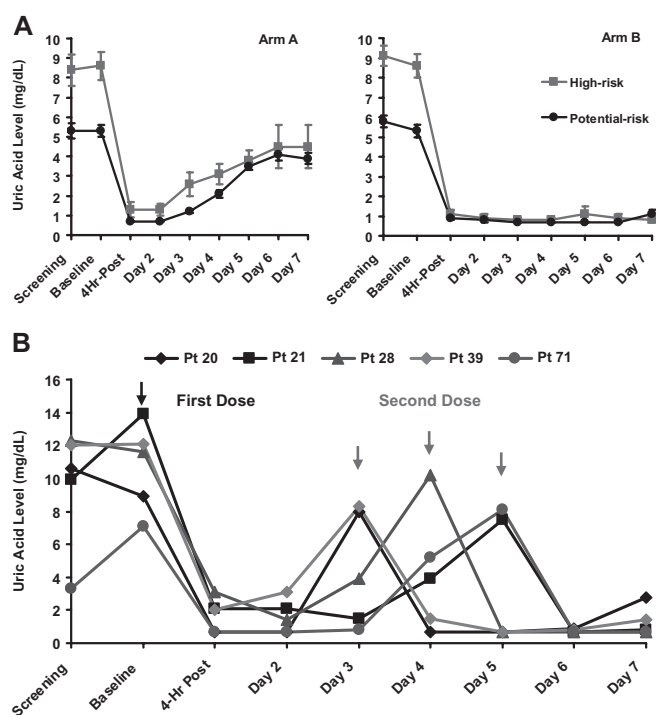 A
Arm A
Arm B
Uric Acid Level (mg/dL)
10
9
8
7
6
5
4
3
2
1
0
Screening
Baseline
4Hr-Post
Day 2
Day 3
Day 4
Day 5
Day 6
Day 7
10
9
8
7
6
5
4
3
2
1
0
High-risk
Potential-risk
Screening
Baseline
4Hr-Post
Day 2
Day 3
Day 4
Day 5
Day 6
Day 7
B
Pt 20
Pt 21
Pt 28
Pt 39
Pt 71
First Dose
Second Dose
Uric Acid Level (mg/dL)
16
14
12
10
8
6
4
2
0
Screening
Baseline
4-Hr Post
Day 2
Day 3
Day 4
Day 5
Day 6
Day 7